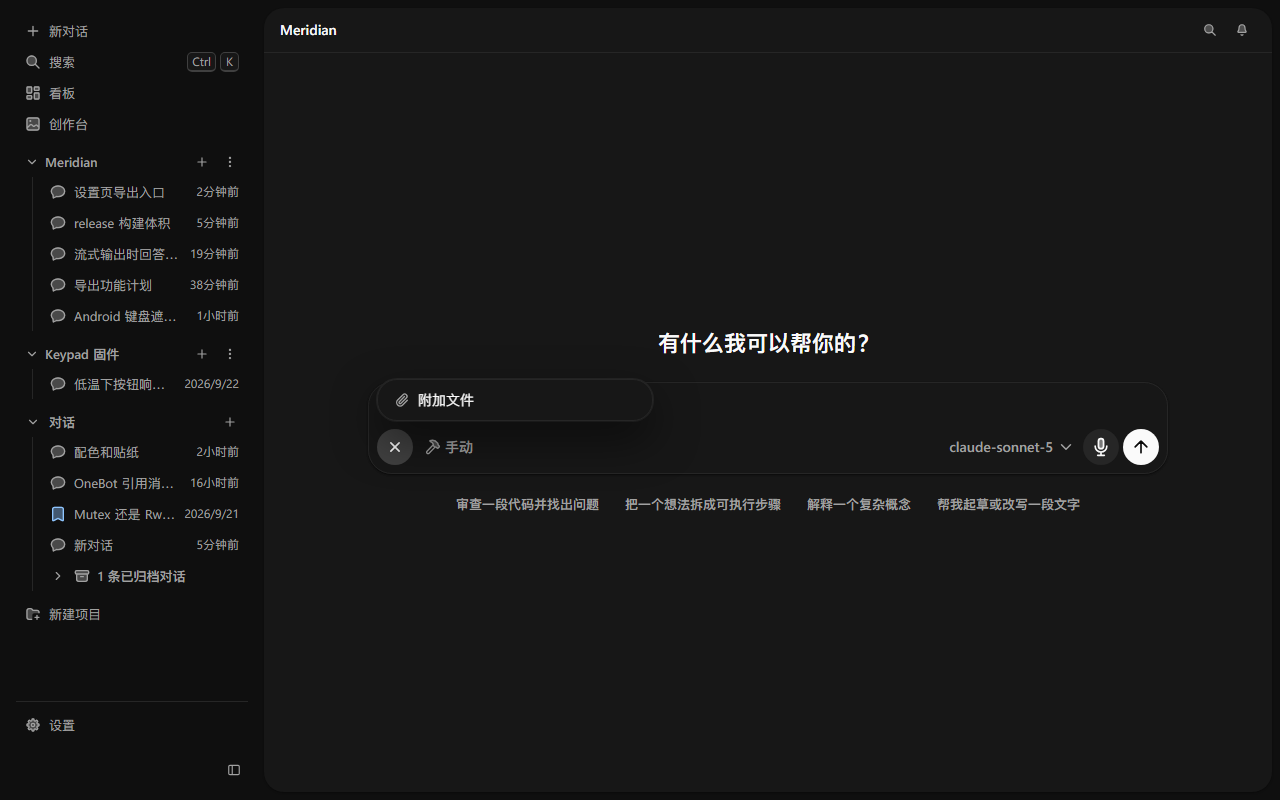 新对话
搜索 Ctrl K
看板
创作台
Meridian
设置页导出入口 2分钟前
release 构建体积 5分钟前
流式输出时回答… 19分钟前
导出功能计划 38分钟前
Android 键盘遮… 1小时前
Keypad 固件
低温下按钮响… 2026/9/22
对话
配色和贴纸 2小时前
OneBot 引用消… 16小时前
Mutex 还是 Rw… 2026/9/21
新对话 5分钟前
1 条已归档对话
新建项目
设置
Meridian
有什么我可以帮你的？
附加文件
手动 claude-sonnet-5
审查一段代码并找出问题 把一个想法拆成可执行步骤 解释一个复杂概念 帮我起草或改写一段文字